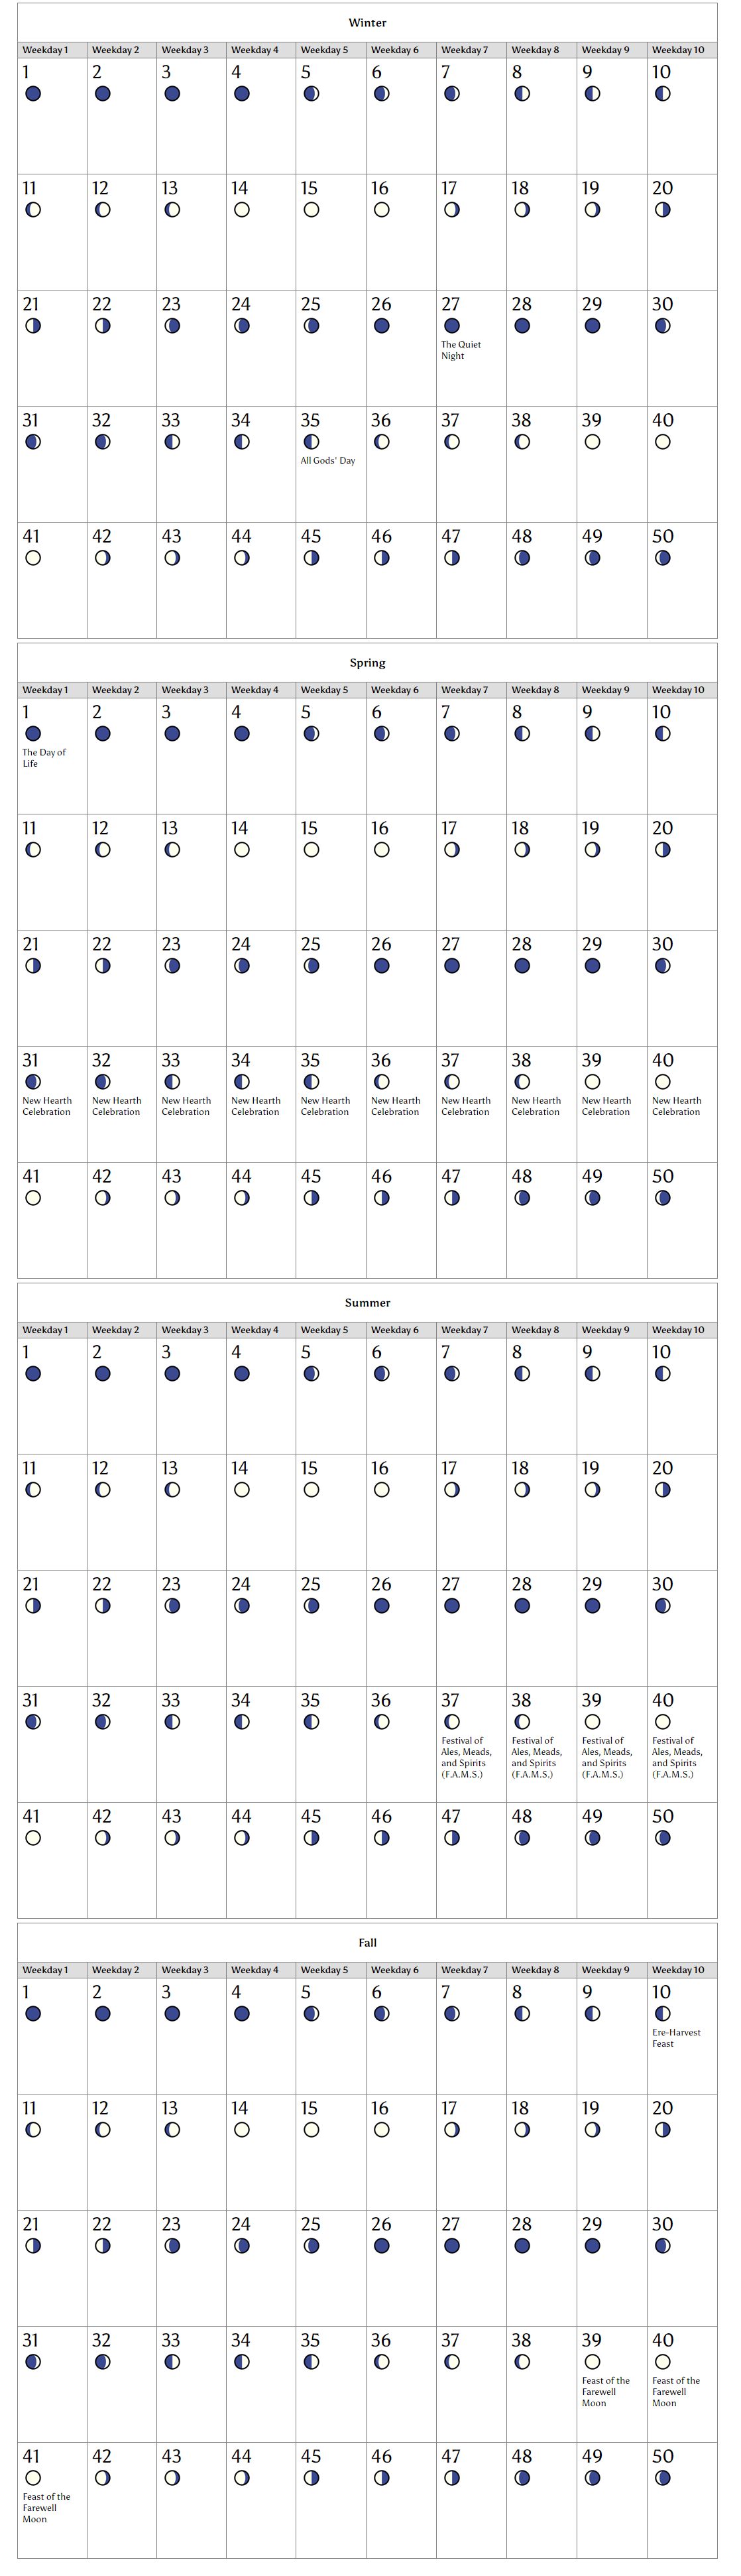 Winter
Weekday 1 Weekday 2 Weekday 3 Weekday 4 Weekday 5 Weekday 6 Weekday 7 Weekday 8 Weekday 9 Weekday 10
1 2 3 4 5 6 7 8 9 10
11 12 13 14 15 16 17 18 19 20
21 22 23 24 25 26 27 28 29 30
The Quiet
Night
31 32 33 34 35 36 37 38 39 40
All Gods' Day
41 42 43 44 45 46 47 48 49 50
Spring
Weekday 1 Weekday 2 Weekday 3 Weekday 4 Weekday 5 Weekday 6 Weekday 7 Weekday 8 Weekday 9 Weekday 10
1 2 3 4 5 6 7 8 9 10
The Day of
Life
11 12 13 14 15 16 17 18 19 20
21 22 23 24 25 26 27 28 29 30
31 32 33 34 35 36 37 38 39 40
New Hearth New Hearth New Hearth New Hearth New Hearth New Hearth New Hearth New Hearth New Hearth New Hearth
Celebration Celebration Celebration Celebration Celebration Celebration Celebration Celebration Celebration Celebration
41 42 43 44 45 46 47 48 49 50
Summer
Weekday 1 Weekday 2 Weekday 3 Weekday 4 Weekday 5 Weekday 6 Weekday 7 Weekday 8 Weekday 9 Weekday 10
1 2 3 4 5 6 7 8 9 10
11 12 13 14 15 16 17 18 19 20
21 22 23 24 25 26 27 28 29 30
31 32 33 34 35 36 37 38 39 40
Festival of Festival of Festival of Festival of
Ales, Meads, Ales, Meads, Ales, Meads, Ales, Meads,
and Spirits and Spirits and Spirits and Spirits
(F.A.M.S.) (F.A.M.S.) (F.A.M.S.) (F.A.M.S.)
41 42 43 44 45 46 47 48 49 50
Fall
Weekday 1 Weekday 2 Weekday 3 Weekday 4 Weekday 5 Weekday 6 Weekday 7 Weekday 8 Weekday 9 Weekday 10
1 2 3 4 5 6 7 8 9 10
Ere-Harvest
Feast
11 12 13 14 15 16 17 18 19 20
21 22 23 24 25 26 27 28 29 30
31 32 33 34 35 36 37 38 39 40
Feast of the Feast of the
Farewell Farewell
Moon Moon
41 42 43 44 45 46 47 48 49 50
Feast of the
Farewell
Moon